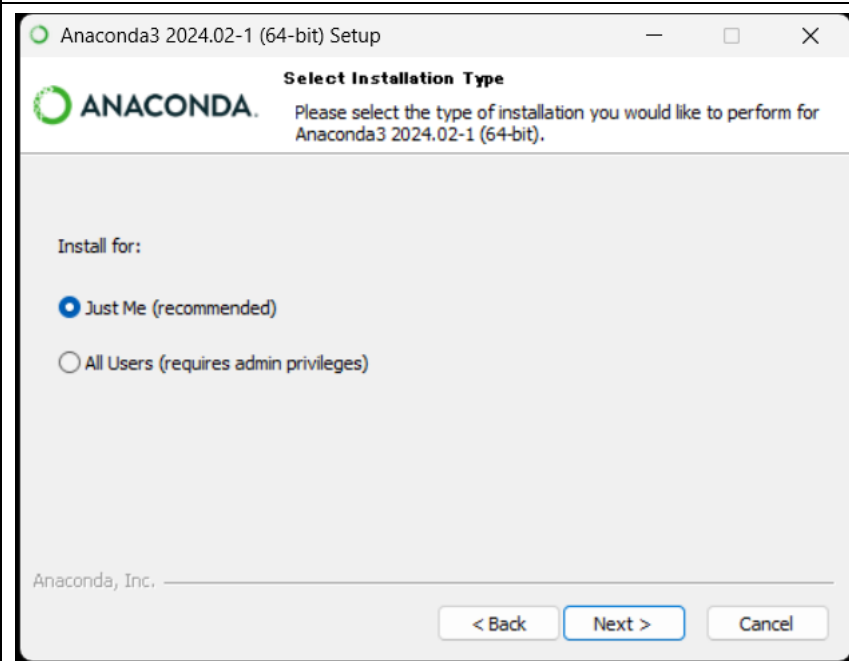 Anaconda3 2024.02-1 (64-bit) Setup
ANACONDA.
Select Installation Type
Please select the type of installation you would like to perform for
Anaconda3 2024.02-1 (64-bit).
Install for:
Just Me (recommended)
All Users (requires admin privileges)
Anaconda, Inc.
< Back
Next >
Cancel